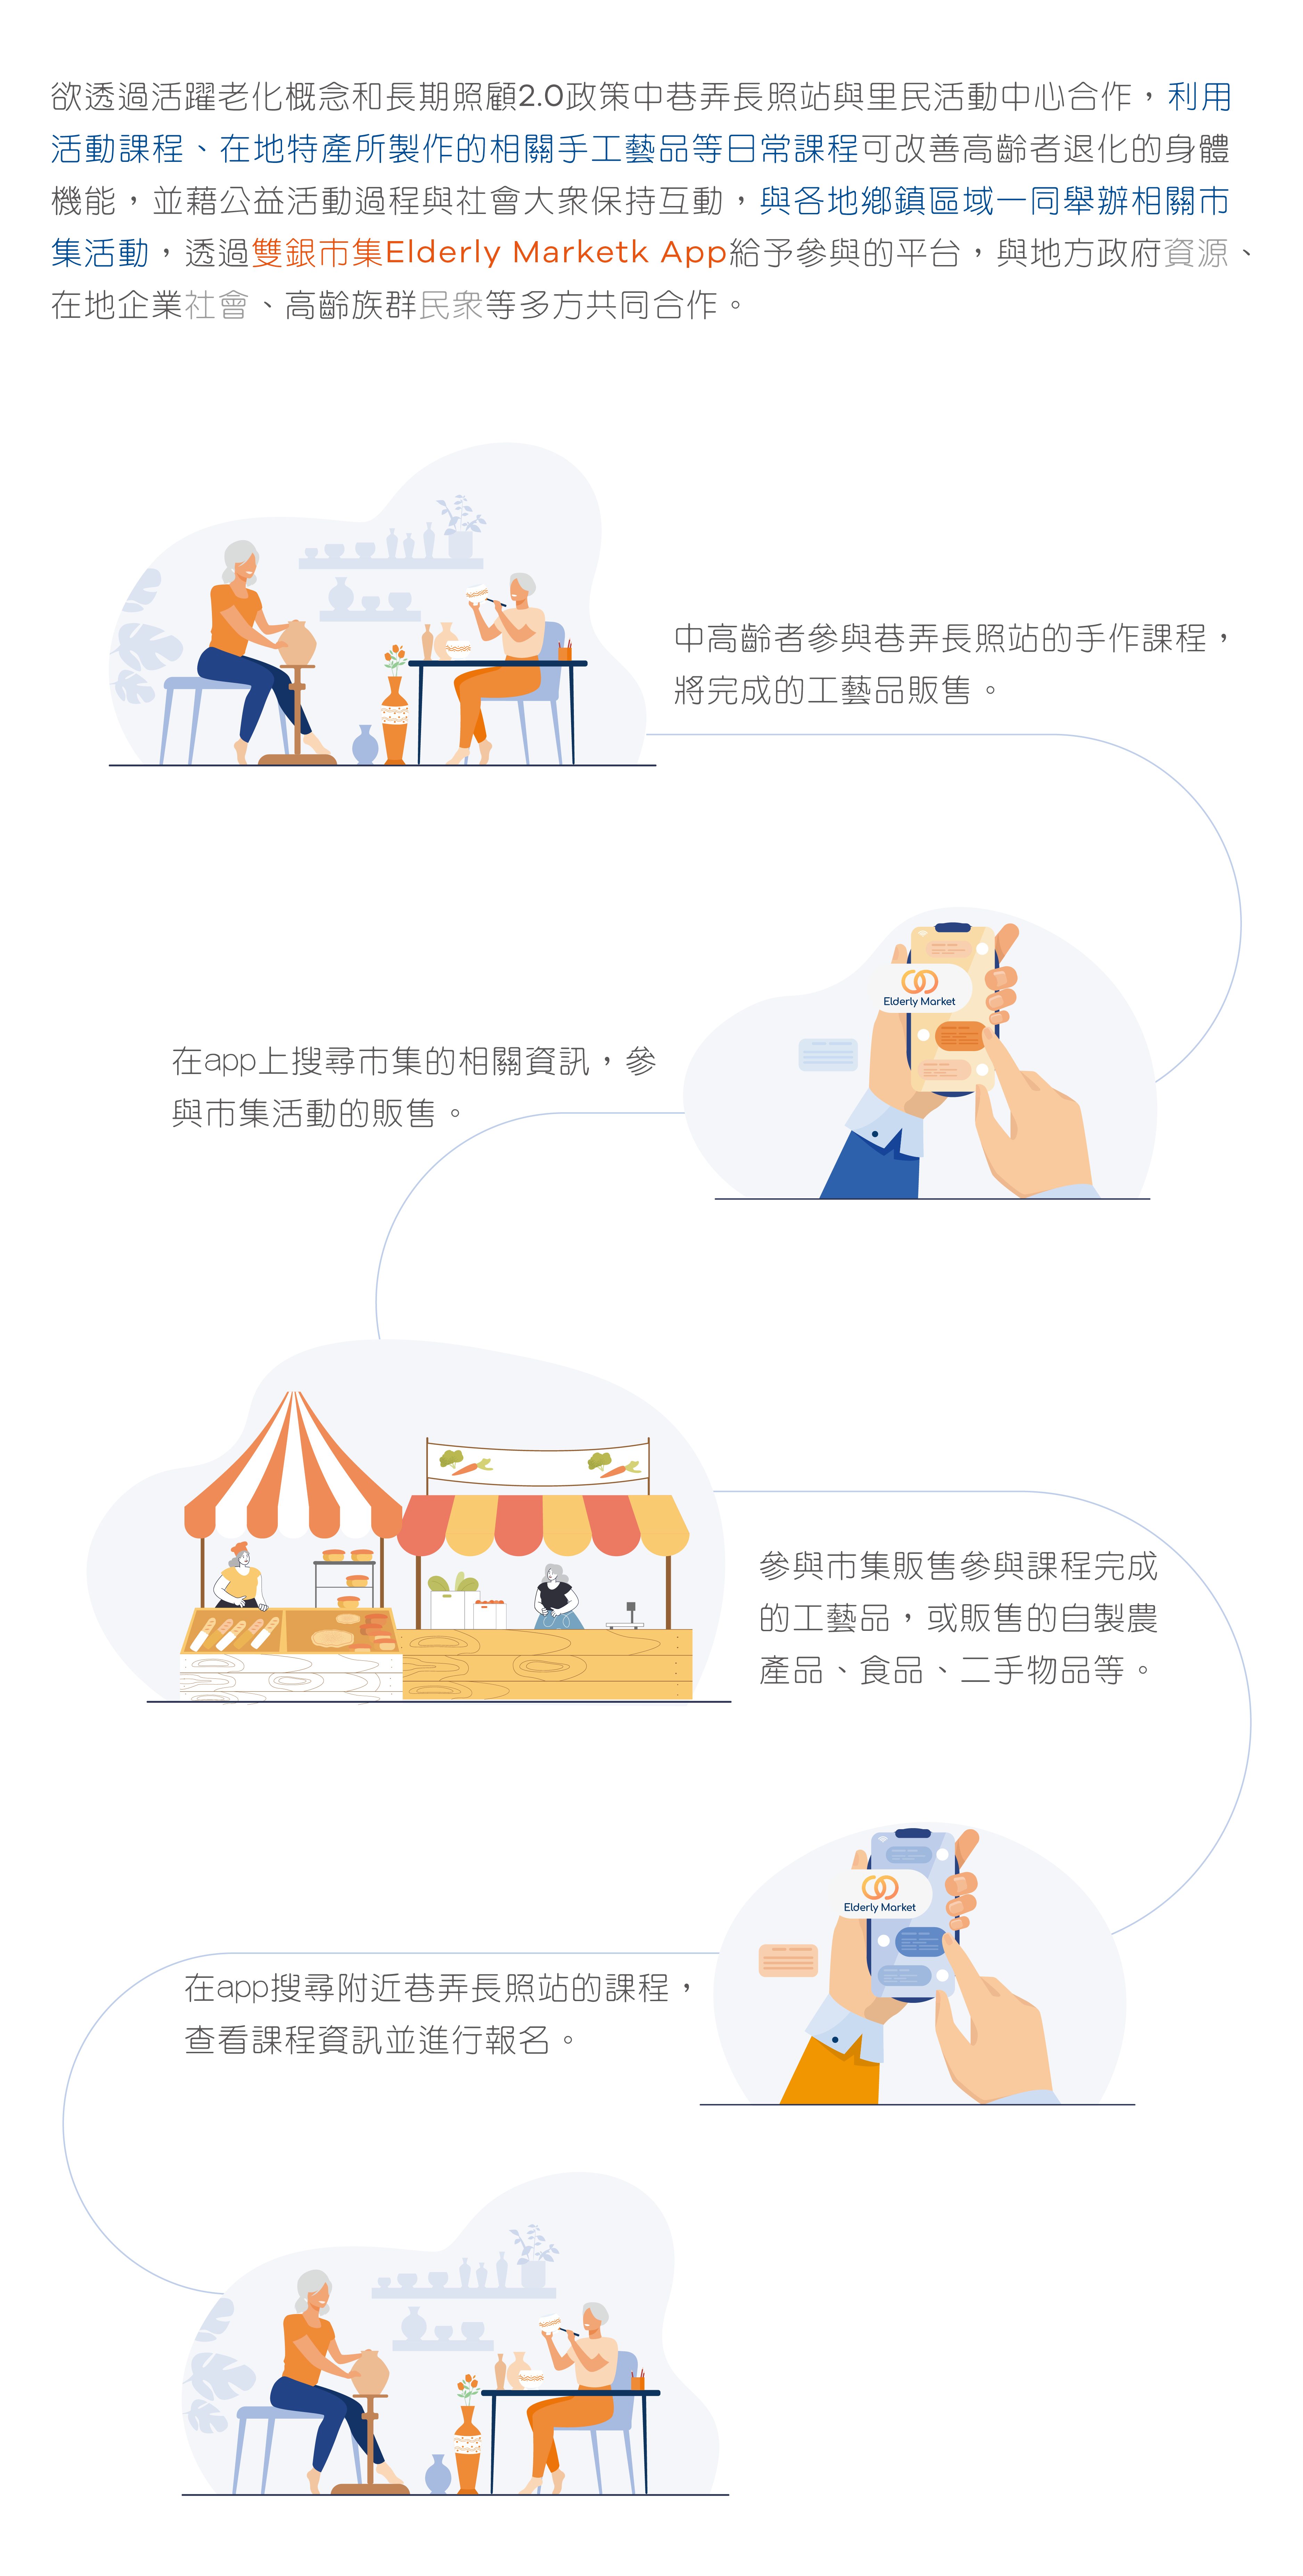 欲透過活躍老化概念和長期照顧2.0政策中巷弄長照站與里民活動中心合作，利用
活動課程、在地特產所製作的相關手工藝品等日常課程可改善高齡者退化的身體
機能，並藉公益活動過程與社會大眾保持互動，與各地鄉鎮區域一同舉辦相關市
集活動，透過雙銀市集Elderly Marketk App給予參與的平台，與地方政府資源、
在地企業社會、高齡族群民眾等多方共同合作。
中高齡者參與巷弄長照站的手作課程，
將完成的工藝品販售。
Elderly Market
在app上搜尋市集的相關資訊，參
與市集活動的販售。
參與市集販售參與課程完成
的工藝品，或販售的自製農
產品、食品、二手物品等。
Elderly Market
在app搜尋附近巷弄長照站的課程，
查看課程資訊並進行報名。